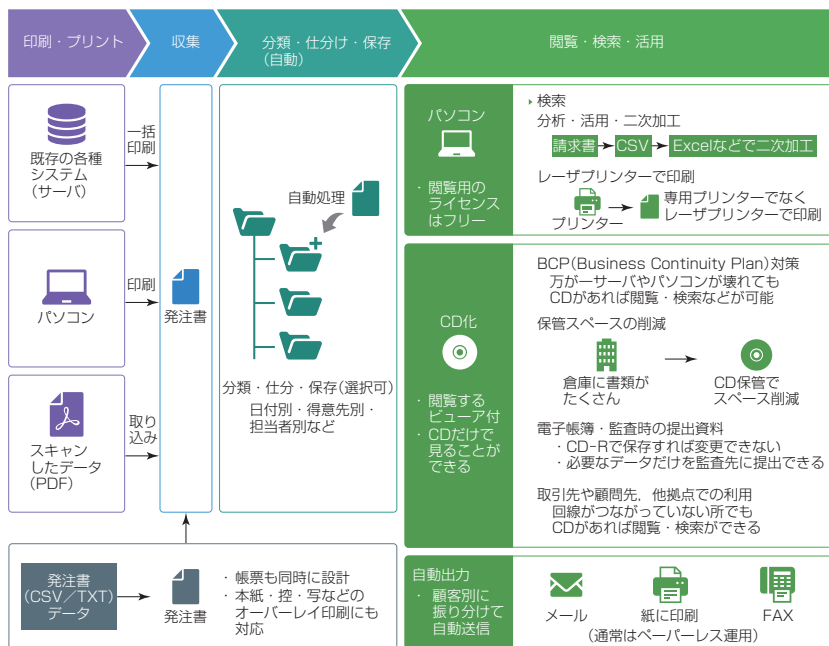 印刷・プリント
収集
分類・仕分け・保存
(自動)
閲覧・検索・活用
既存の各種
システム
(サーバ)
一括
印刷
パソコン
印刷
スキャン
したデータ
(PDF)
取り
込み
発注書
自動処理
分類・仕分・保存(選択可)
日付別・得意先別・
担当者別など
発注書
(CSV/TXT)
データ
発注書
・帳票も同時に設計
・本紙・控・写などの
オーバーレイ印刷にも
対応
パソコン
・閲覧用の
ライセンス
はフリー
検索
分析・活用・二次加工
請求書
CSV
Excelなどで二次加工
レーザプリンターで印刷
プリンター
専用プリンターでなく
レーザプリンターで印刷
CD化
・閲覧する
ビューア付
・CDだけで
見ることが
できる
BCP(Business Continuity Plan)対策
万が一サーバやパソコンが壊れても
CDがあれば閲覧・検索などが可能
保管スペースの削減
倉庫に書類が
たくさん
CD保管で
スペース削減
電子帳簿・監査時の提出資料
・CD-Rで保存すれば変更できない
・必要なデータだけを監査先に提出できる
取引先や顧問先,他拠点での利用
回線がつながっていない所でも
CDがあれば閲覧・検索ができる
自動出力
・顧客別に
振り分けて
自動送信
メール
紙に印刷
FAX
(通常はペーパーレス運用)